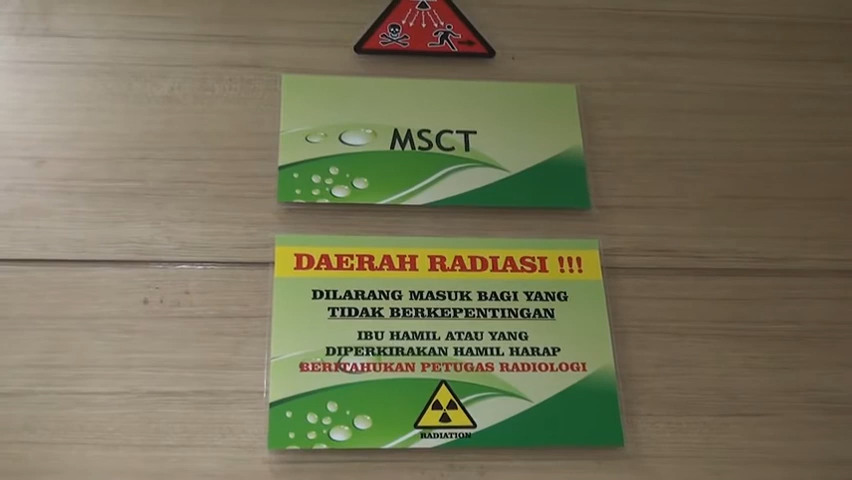 MSCT
DAERAH RADIASI !!!
DILARANG MASUK BAGI YANG
TIDAK BERKEPENTINGAN
IBU HAMIL ATAU YANG
DIPERKIRAKAN HAMIL HARAP
BERITAHUKAN PETUGAS RADIOLOGI
RADIATION